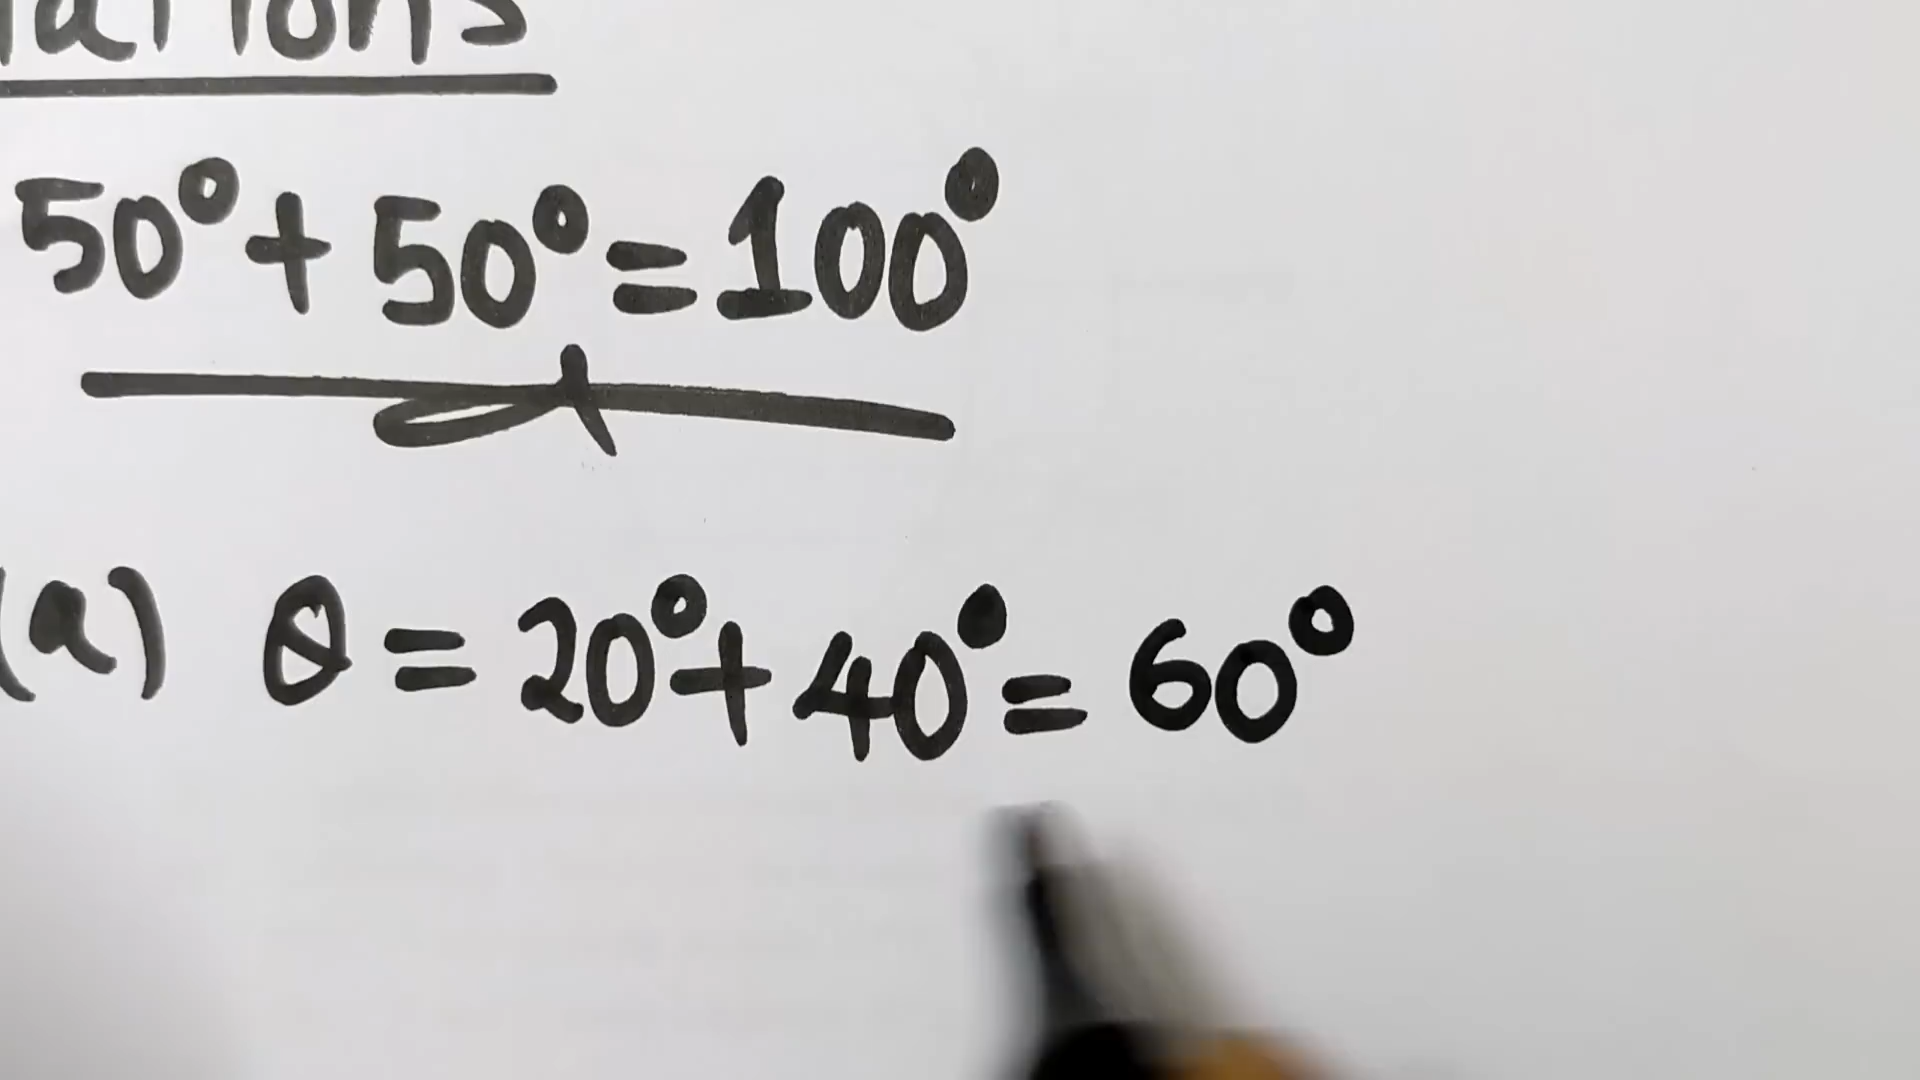 50° + 50° = 100°
(a) θ = 20° + 40° = 60°